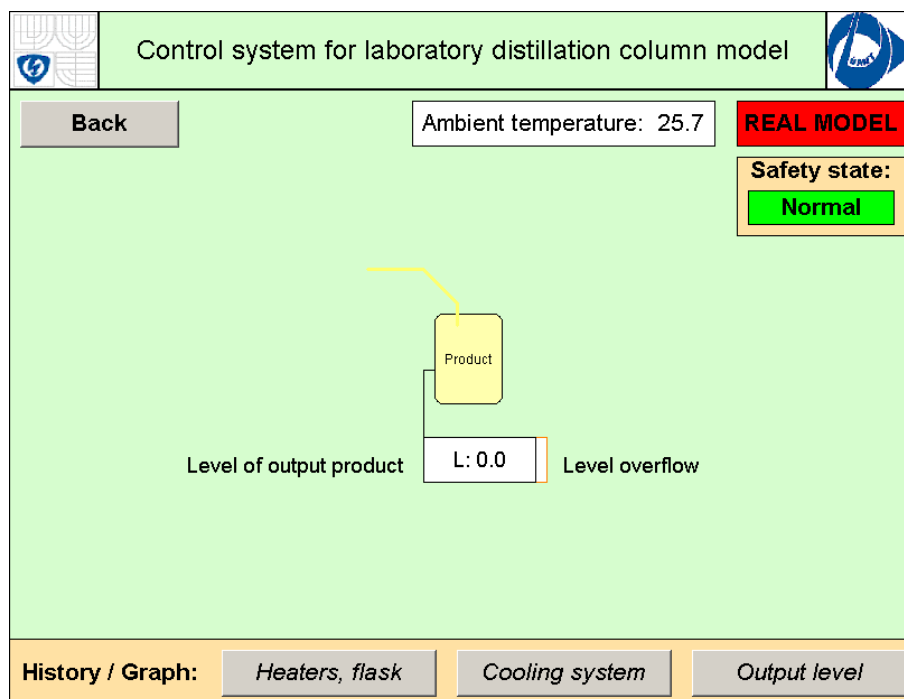 Control system for laboratory distillation column model
Back
Ambient temperature: 25.7
REAL MODEL
Safety state:
Normal
Product
Level of output product
L: 0.0
Level overflow
History / Graph:
Heaters, flask
Cooling system
Output level